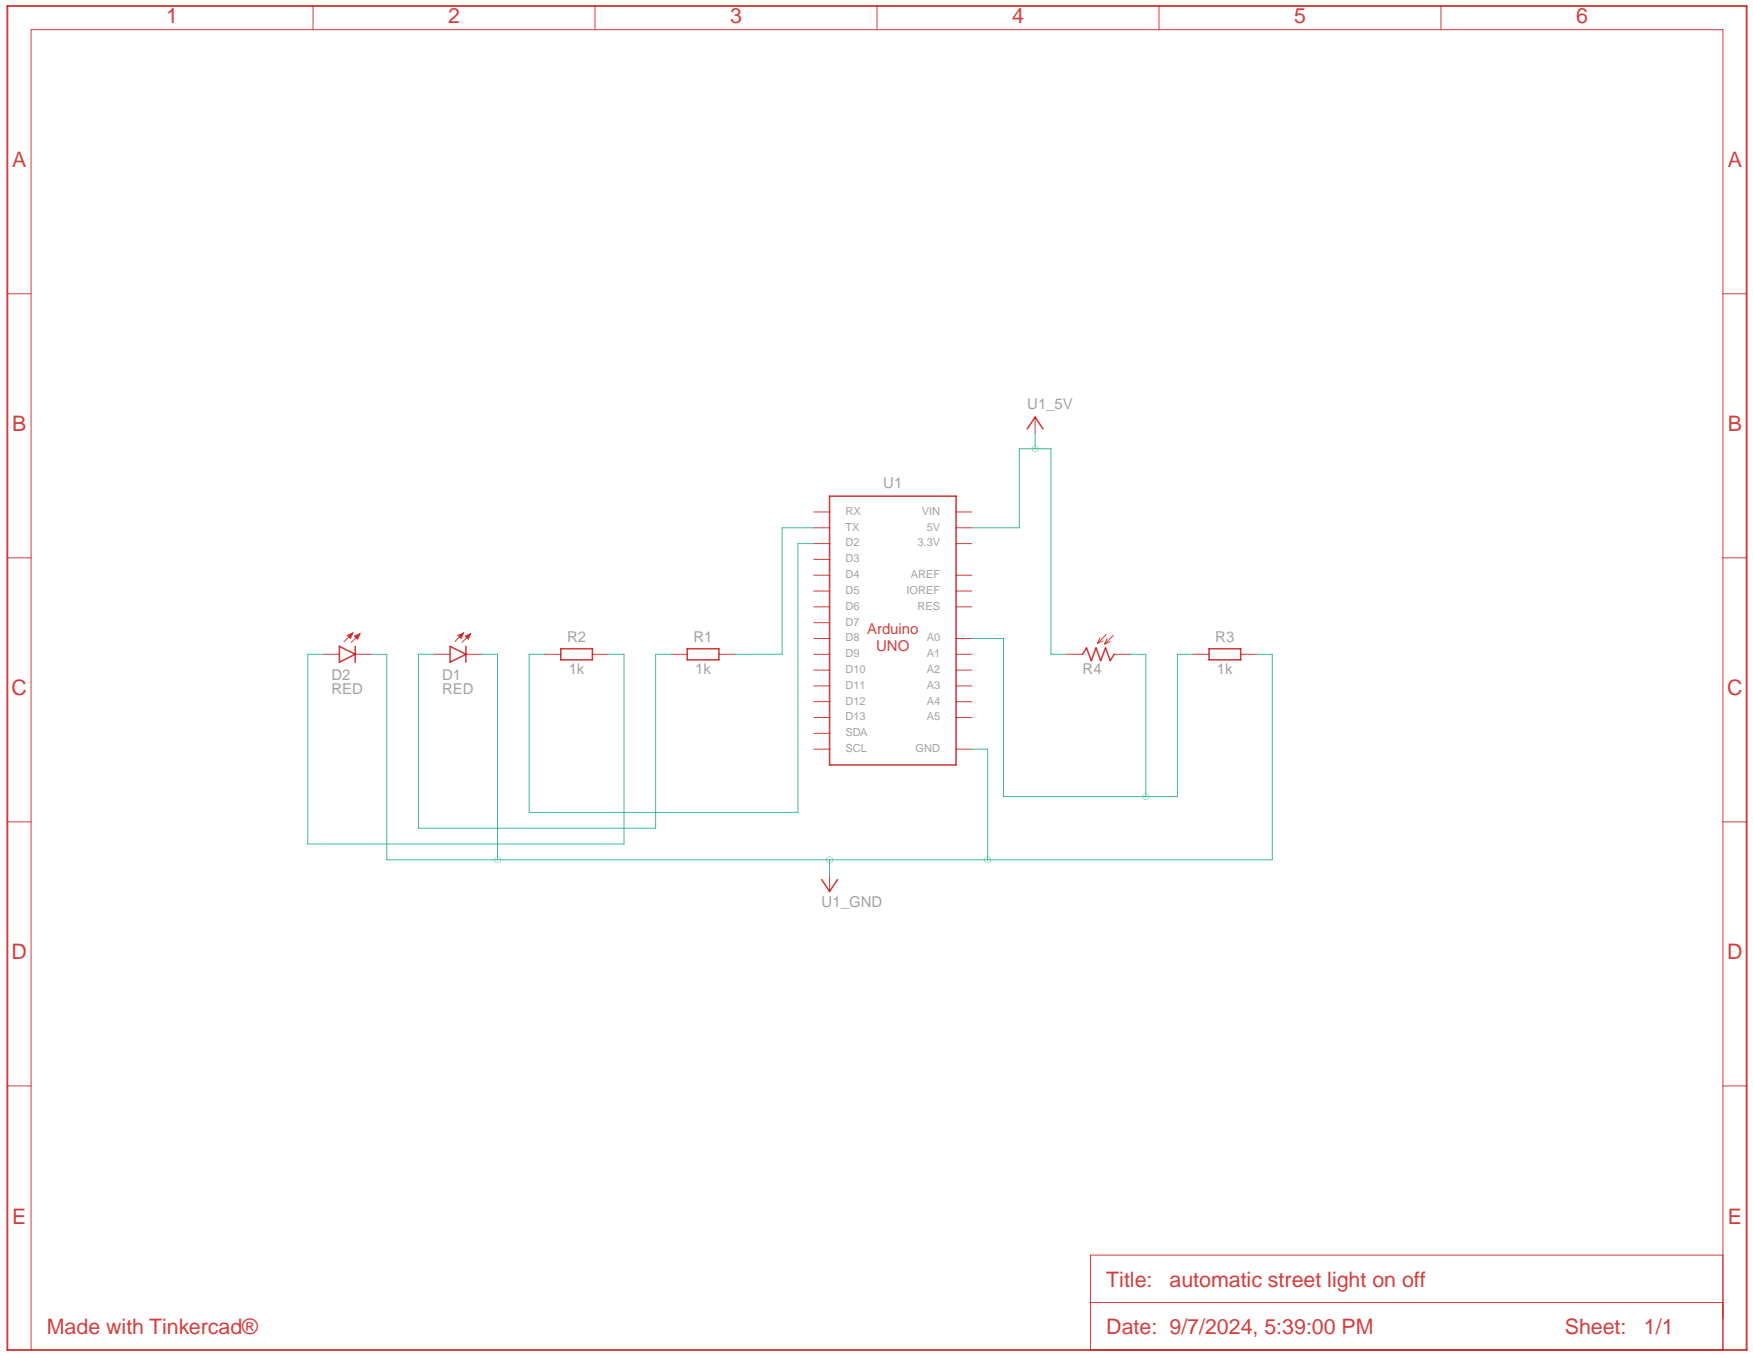 1 2 3 4 5 6
A A
U1_5V
B B
U1
RX VIN
TX 5V
D2 3.3V
D3
D4 AREF
D5 IOREF
D6 RES
D7
Arduino
D8 A0
UNO
D9 A1
D10 A2
D11 A3
D12 A4
D13 A5
SDA
SCL GND
R2 R1 R3
1k 1k R4 1k
D2 D1
RED RED
C C
U1_GND
D D
E E
Title: automatic street light on off
Made with Tinkercad®
Date: 9/7/2024, 5:39:00 PM Sheet: 1/1